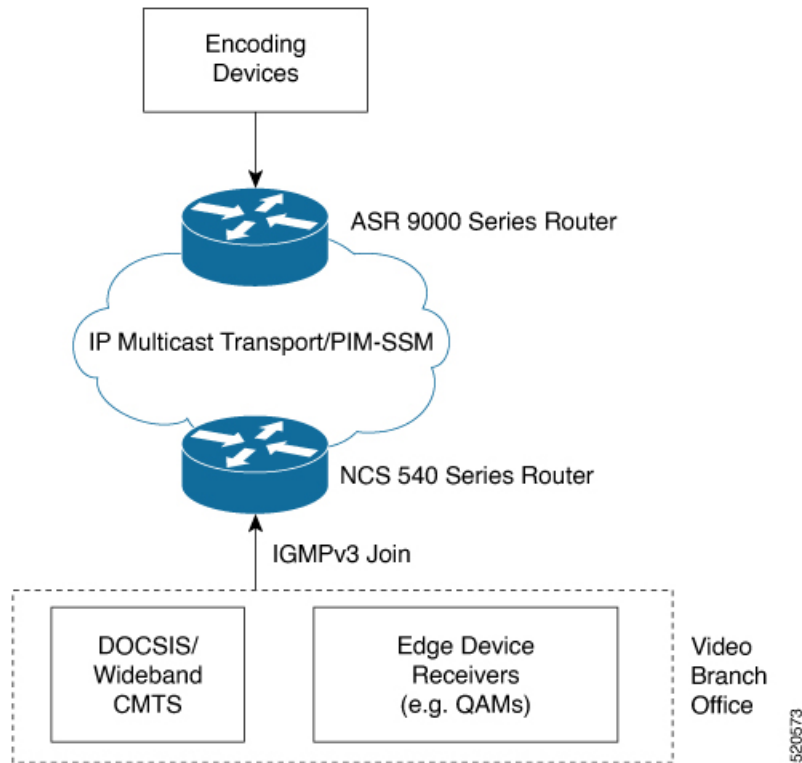 Encoding
Devices
ASR 9000 Series Router
IP Multicast Transport/PIM-SSM
NCS 540 Series Router
IGMPv3 Join
DOCSIS/
Wideband
CMTS
Edge Device
Receivers
(e.g. QAMs)
Video
Branch
Office
520573